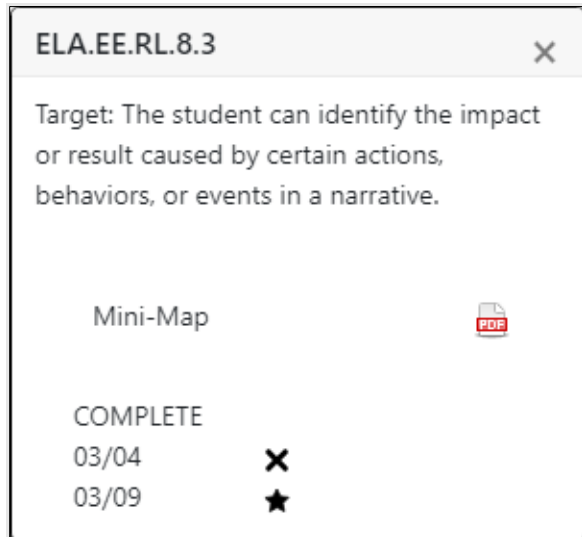 ELA.EE.RL.8.3
Target: The student can identify the impact
or result caused by certain actions,
behaviors, or events in a narrative.
Mini-Map
PDF
COMPLETE
03/04
03/09